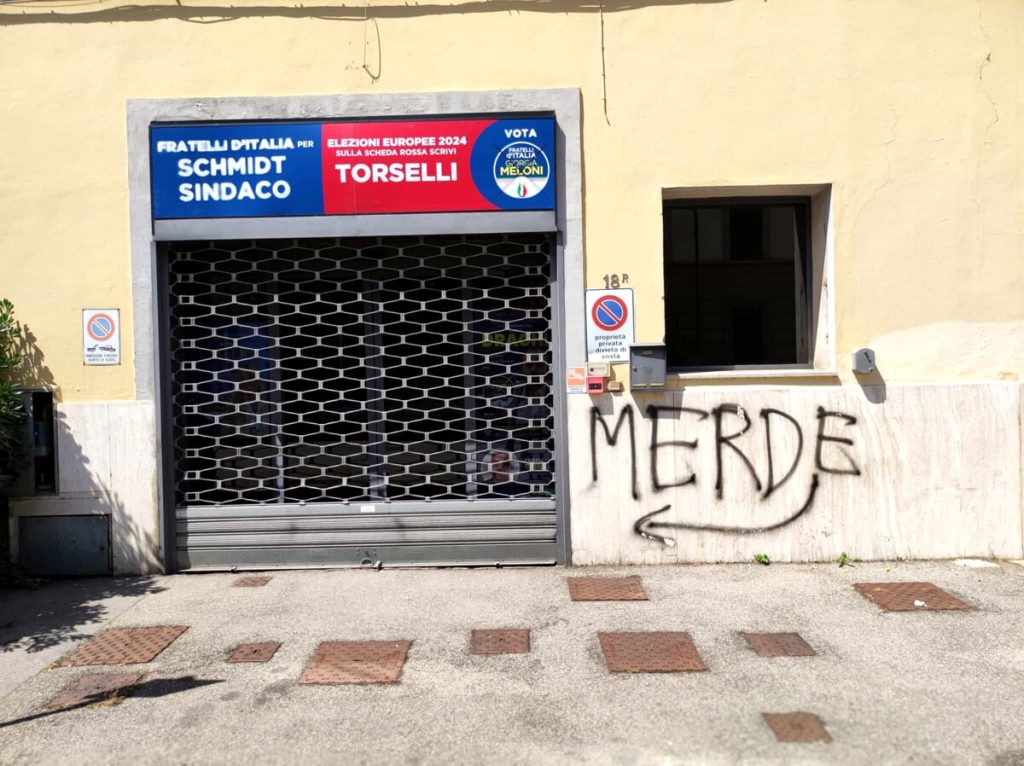 FRATELLI D'ITALIA PER
SCHMIDT
SINDACO
ELEZIONI EUROPEE 2024
SULLA SCHEDA ROSSA SCRIVI
TORSELLI
VOTA
FRATELLI
d'ITALIA
GIORGIA
MELONI
18R
proprietà
privata
divieto di
sosta
MERDE